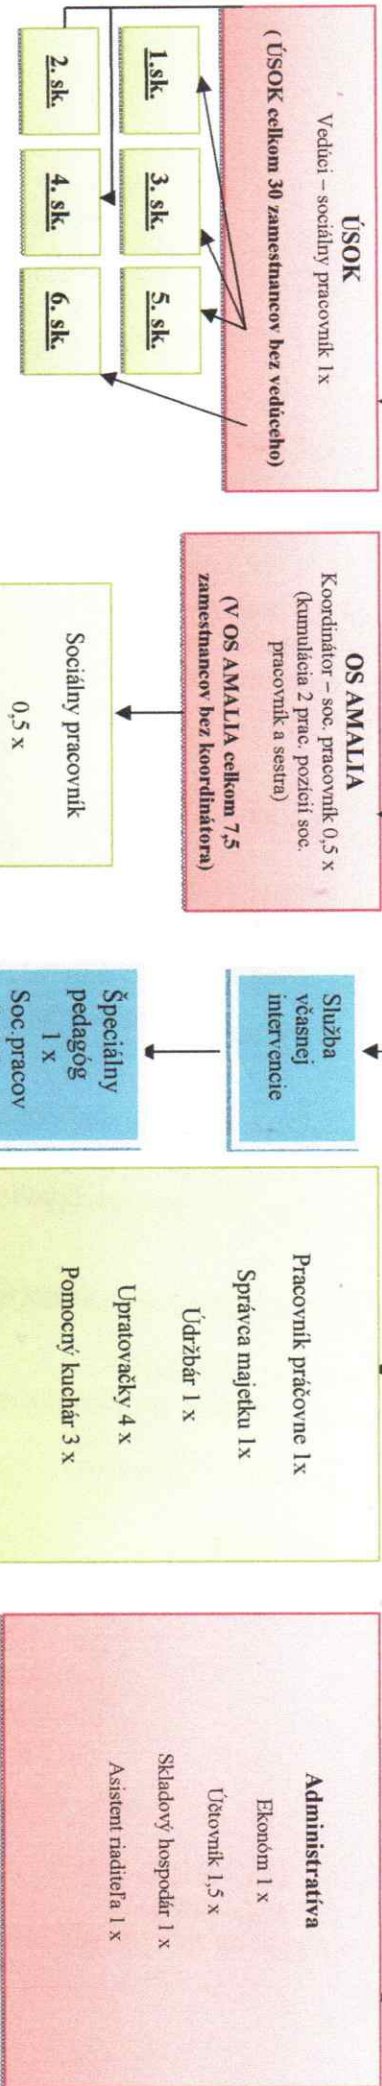 ÚSOK
Vedúci – sociálny pracovník 1x
( ÚSOK celkom 30 zamestnancov bez vedúceho)
1.sk.
3. sk.
5. sk.
2. sk.
4. sk.
6. sk.
OS AMALIA
Koordinátor – soc. pracovník 0,5 x
(kumulácia 2 prac. pozícií soc.
pracovník a sestra)
(V OS AMALIA celkom 7,5
zamestnancov bez koordinátora)
Sociálny pracovník
0,5 x
Služba
včasnej
intervencie
Špeciálny
pedagóg
1 x
Soc.pracov
Pracovník práčovne 1x
Správca majetku 1x
Údržbár 1 x
Upratovačky 4 x
Pomocný kuchár 3 x
Administratíva
Ekonóm 1 x
Účtovník 1,5 x
Skladový hospodár 1 x
Asistent riaditeľa 1 x